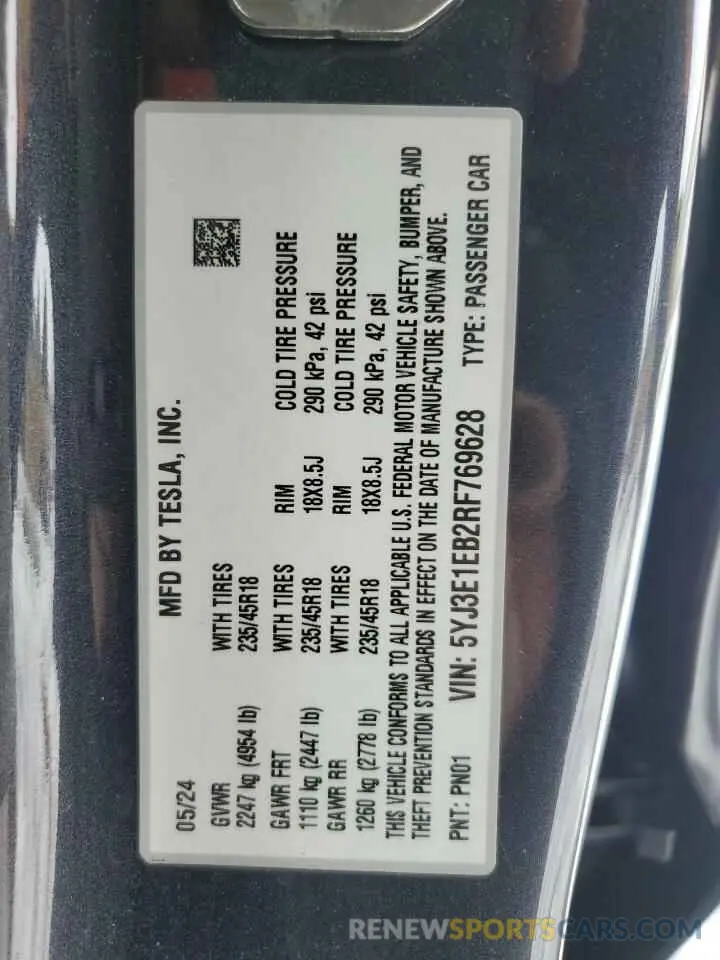 MFD BY TESLA, INC.
05/24
GVWR WITH TIRES
2247 kg (4954 lb) 235/45R18
GAWR FRT WITH TIRES RIM COLD TIRE PRESSURE
1110 kg (2447 lb) 235/45R18 18X8.5J 290 kPa, 42 psi
GAWR RR WITH TIRES RIM COLD TIRE PRESSURE
1260 kg (2778 lb) 235/45R18 18X8.5J 290 kPa, 42 psi
THIS VEHICLE CONFORMS TO ALL APPLICABLE U.S. FEDERAL MOTOR VEHICLE SAFETY, BUMPER, AND
THEFT PREVENTION STANDARDS IN EFFECT ON THE DATE OF MANUFACTURE SHOWN ABOVE.
PNT: PN01 VIN: 5YJ3E1EB2RF769628 TYPE: PASSENGER CAR
RENEWSPORTSCARS.COM